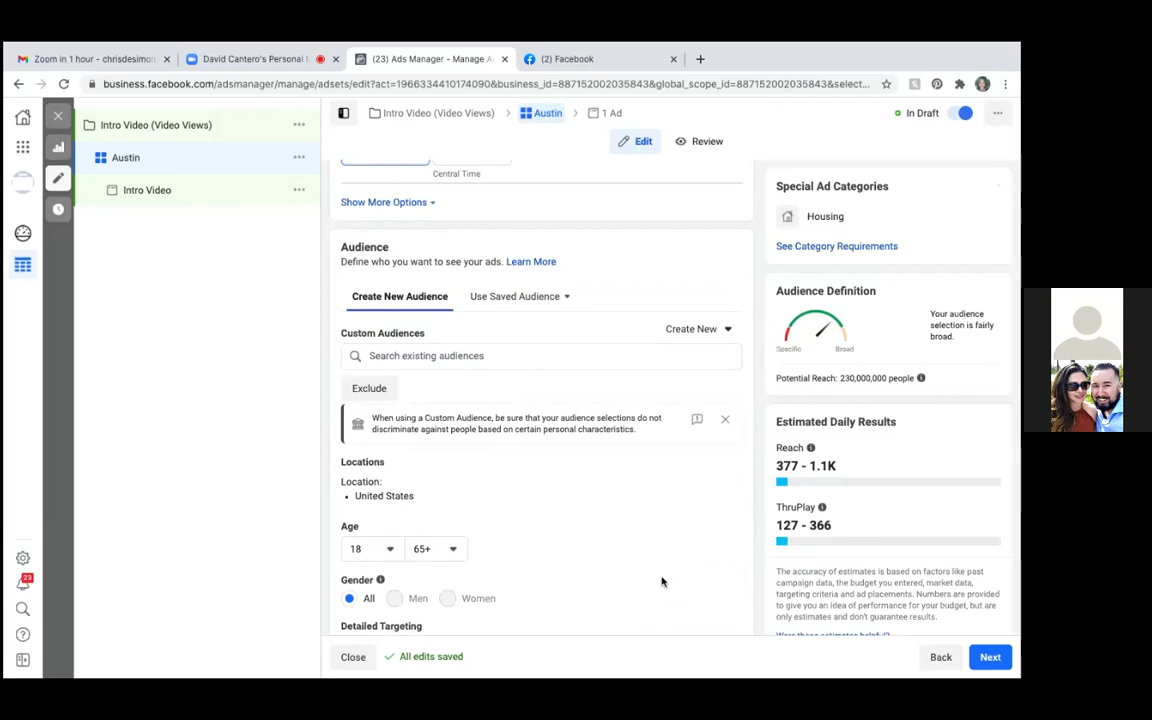 Zoom in 1 hour - chrisdesimon
David Cantero's Personal
(23) Ads Manager - Manage A
(2) Facebook
business.facebook.com/adsmanager/manage/adsets/edit?act=1966334410174090&business_id=887152002035843&global_scope_id=887152002035843&select...
Intro Video (Video Views)
Austin
Intro Video
23
Intro Video (Video Views)
Austin
1 Ad
In Draft
Edit
Review
Central Time
Show More Options
Audience
Define who you want to see your ads. Learn More
Create New Audience
Use Saved Audience
Custom Audiences
Create New
Search existing audiences
Exclude
When using a Custom Audience, be sure that your audience selections do not
discriminate against people based on certain personal characteristics.
Locations
Location:
• United States
Age
18
65+
Gender
All
Men
Women
Detailed Targeting
Special Ad Categories
Housing
See Category Requirements
Audience Definition
Your audience
selection is fairly
broad.
Specific
Broad
Potential Reach: 230,000,000 people
Estimated Daily Results
Reach
377 - 1.1K
ThruPlay
127 - 366
The accuracy of estimates is based on factors like past
campaign data, the budget you entered, market data,
targeting criteria and ad placements. Numbers are provided
to give you an idea of performance for your budget, but are
only estimates and don't guarantee results.
Were these estimates helpful?
Close
All edits saved
Back
Next